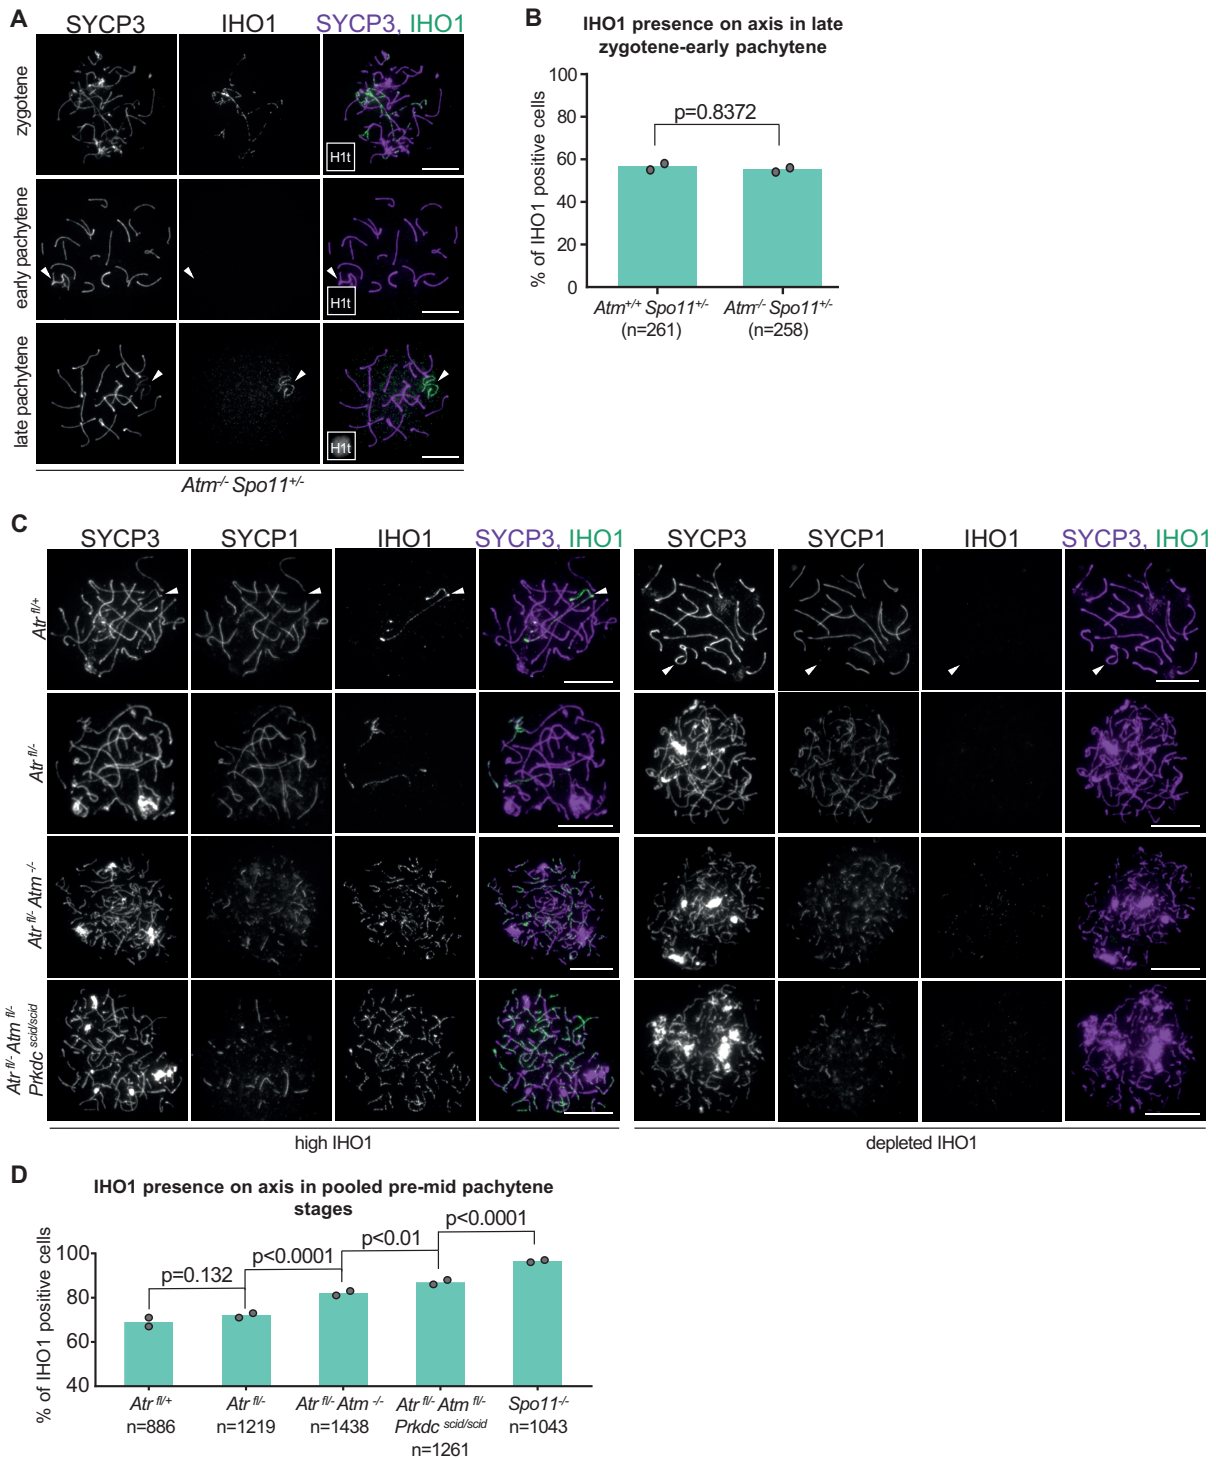 A
SYCP3 IHO1 SYCP3, IHO1
zygotene
H1t
early pachytene
H1t
late pachytene
H1t
Atm-/- Spo11+/-
B
IHO1 presence on axis in late
zygotene-early pachytene
% of IHO1 positive cells
100
80
60
40
20
0
p=0.8372
Atm+/+ Spo11+/- Atm-/- Spo11+/-
(n=261) (n=258)
C
SYCP3 SYCP1 IHO1 SYCP3, IHO1 SYCP3 SYCP1 IHO1 SYCP3, IHO1
Atr fl/+
Atr fl/-
Atr fl/- Atm -/-
Atr fl/- Atm fl/-
Prkdc scid/scid
high IHO1 depleted IHO1
D
IHO1 presence on axis in pooled pre-mid pachytene
stages
% of IHO1 positive cells
100
80
60
40
p=0.132 p<0.0001 p<0.01 p<0.0001
Atr fl/+ Atr fl/- Atr fl/- Atm -/- Atr fl/- Atm fl/- Spo11-/-
n=886 n=1219 n=1438 Prkdc scid/scid n=1043
n=1261